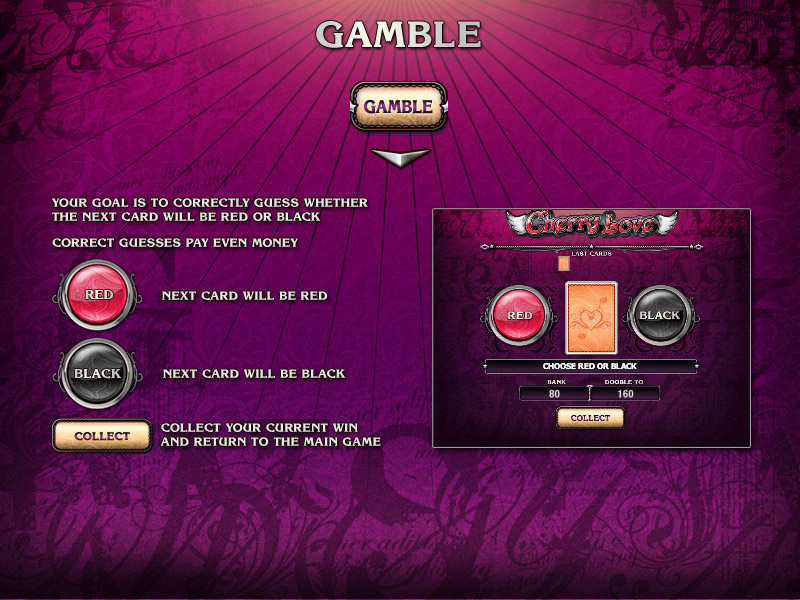 GAMBLE
GAMBLE
YOUR GOAL IS TO CORRECTLY GUESS WHETHER
THE NEXT CARD WILL BE RED OR BLACK
CORRECT GUESSES PAY EVEN MONEY
RED
NEXT CARD WILL BE RED
BLACK
NEXT CARD WILL BE BLACK
COLLECT
COLLECT YOUR CURRENT WIN
AND RETURN TO THE MAIN GAME
Cherry Love
LAST CARDS
RED
BLACK
CHOOSE RED OR BLACK
BANK
DOUBLE TO
80
160
COLLECT